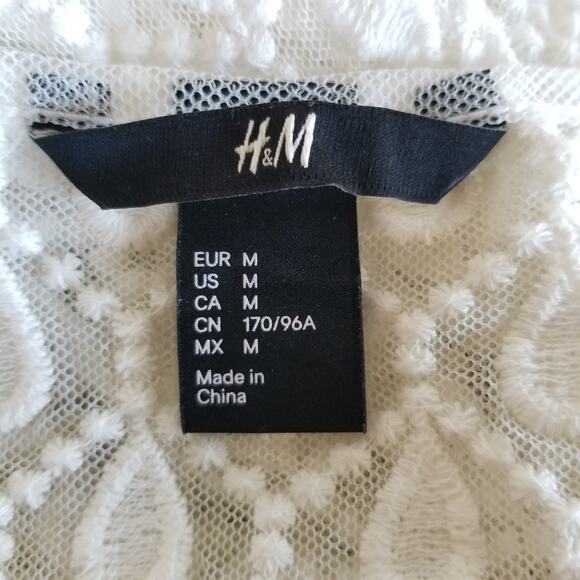 H&M
EUR M
US M
CA M
CN 170/96A
MX M
Made in
China